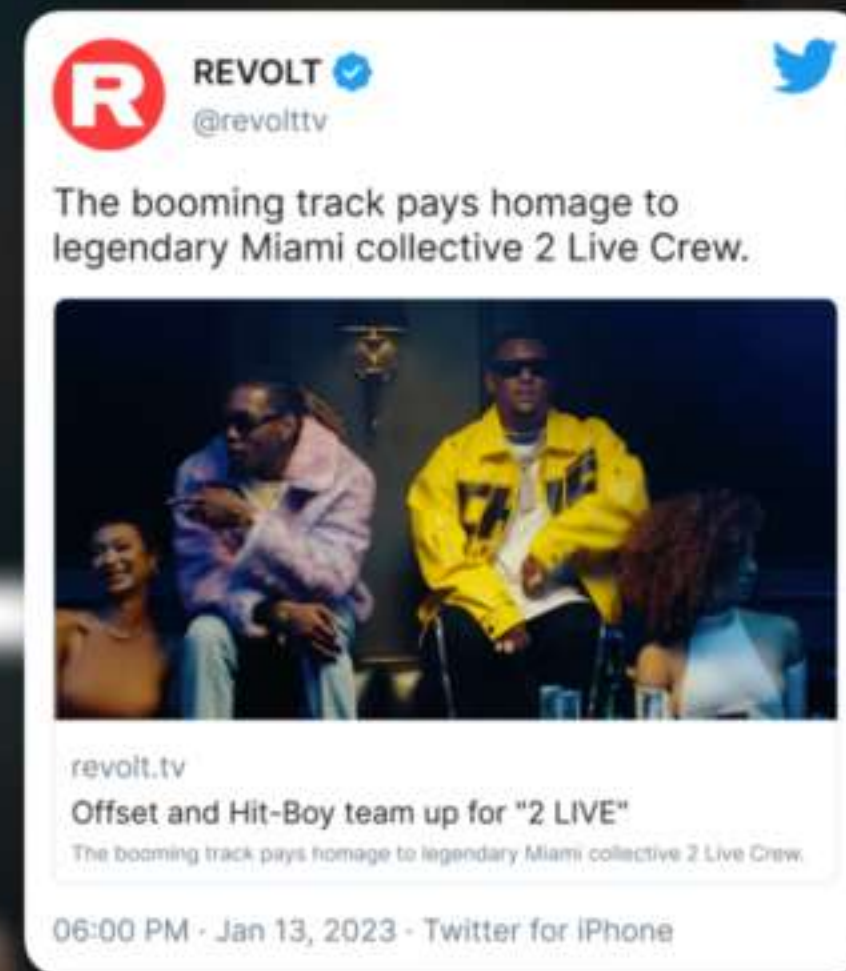 R
REVOLT
@revolttv
The booming track pays homage to
legendary Miami collective 2 Live Crew.
revolt.tv
Offset and Hit-Boy team up for "2 LIVE"
The booming track pays homage to legendary Miami collective 2 Live Crew.
06:00 PM · Jan 13, 2023 · Twitter for iPhone